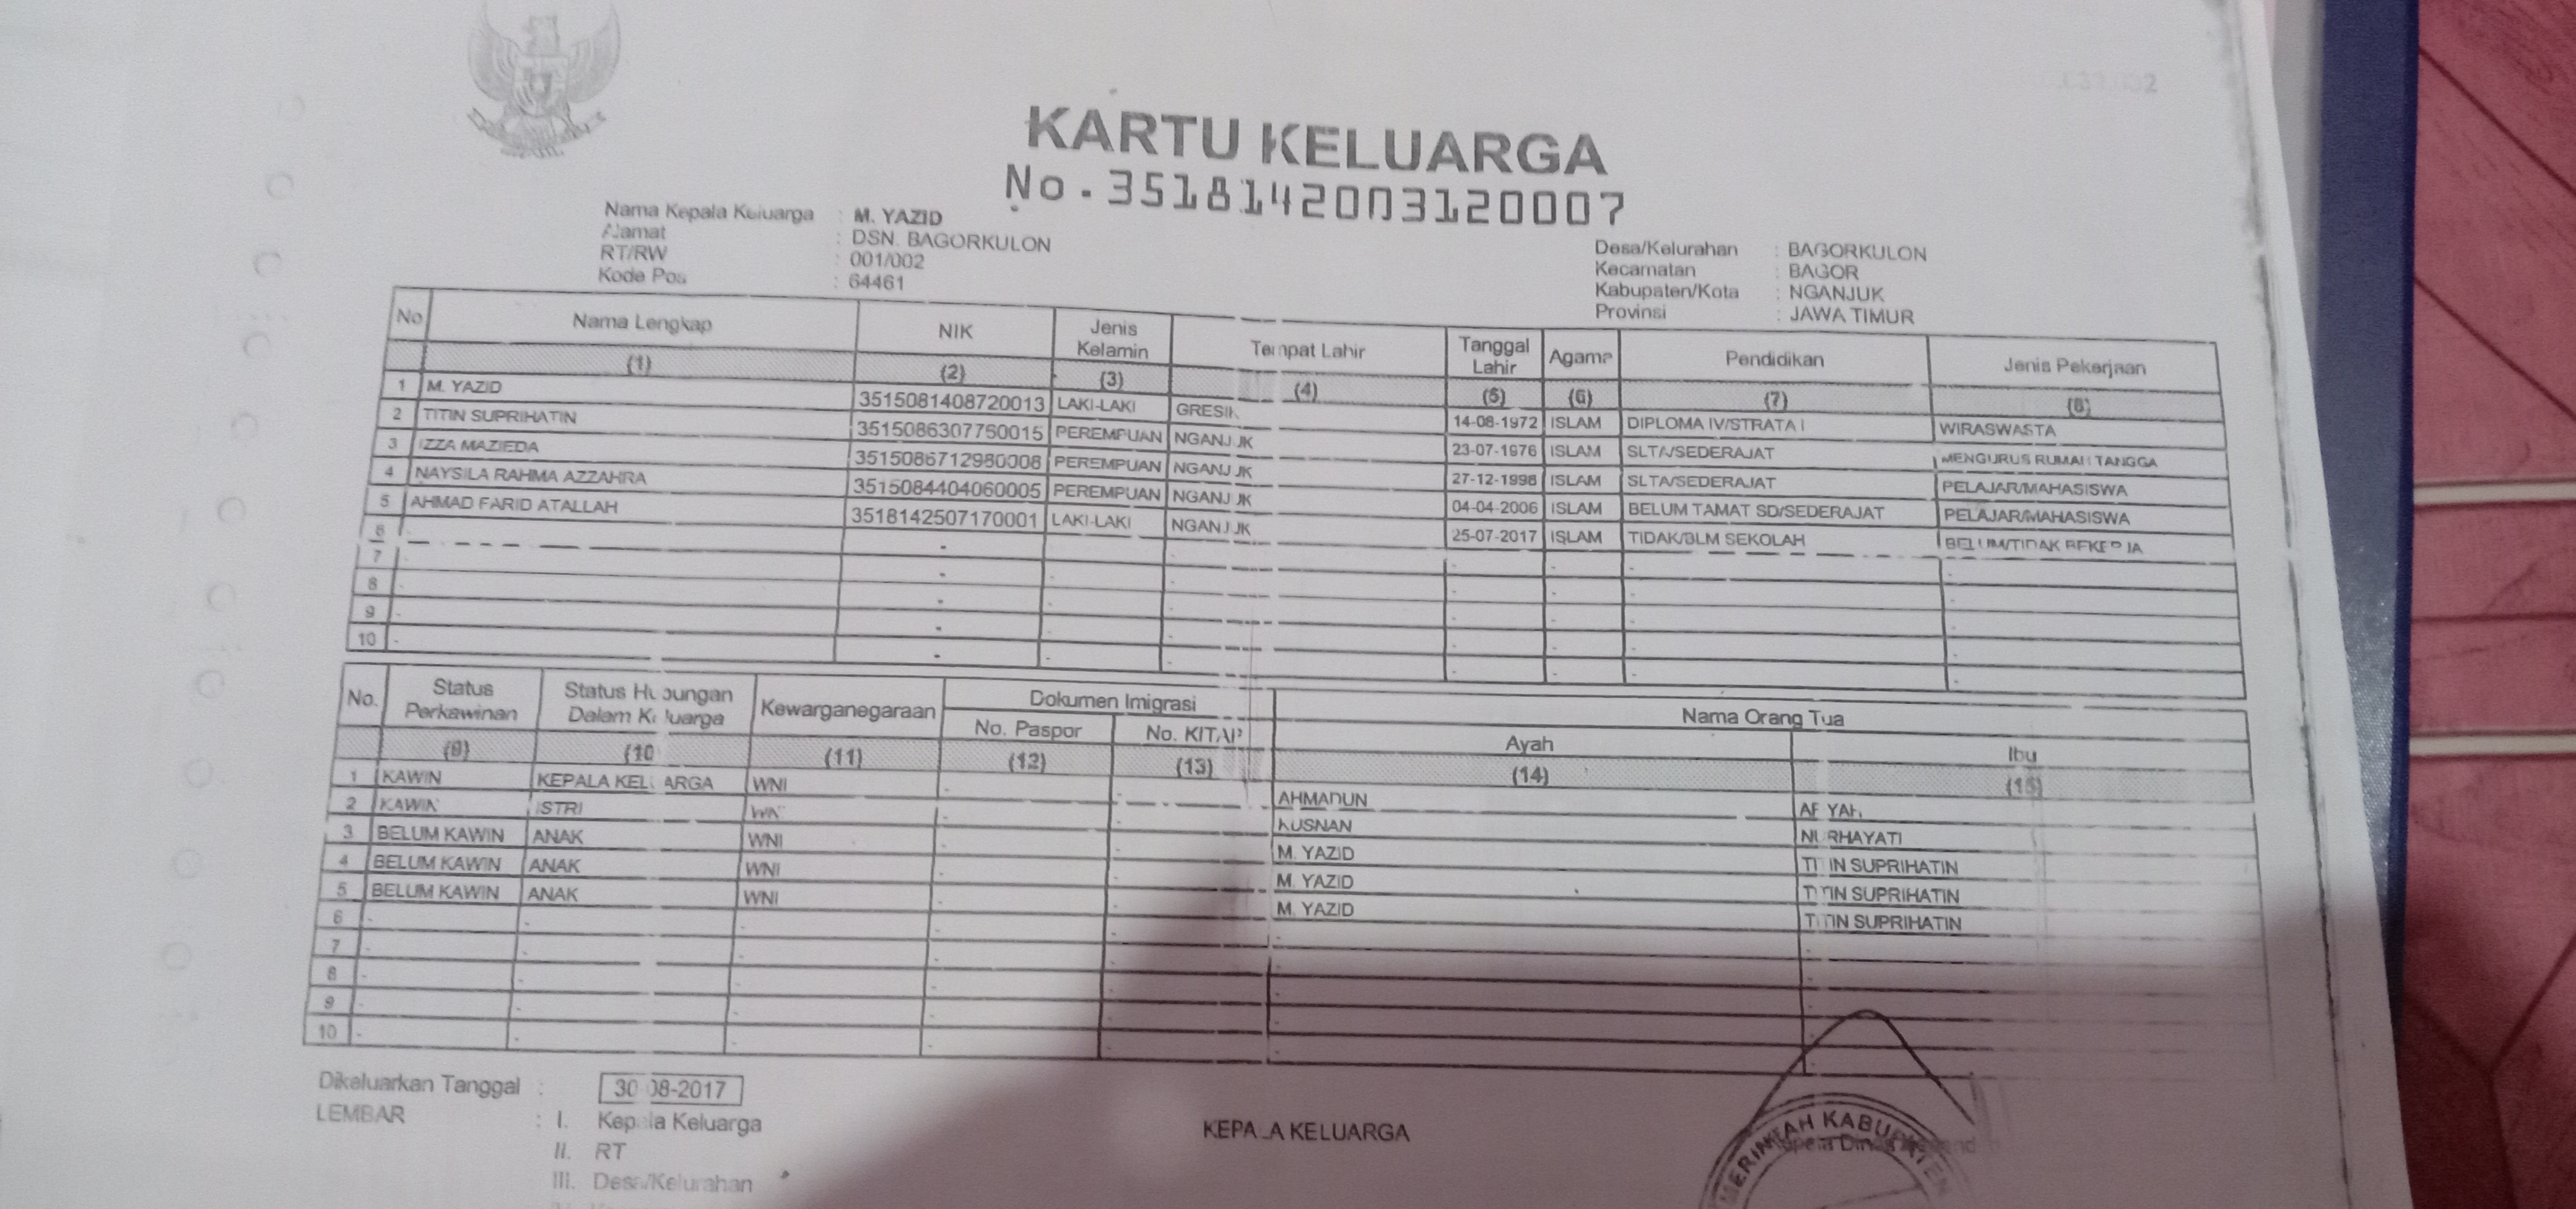 KARTU KELUARGA
No.3518142003120007
Nama Kepala Keluarga : M. YAZID
Alamat : DSN. BAGORKULON
RT/RW : 001/002
Kode Pos : 64461
Desa/Kelurahan : BAGORKULON
Kecamatan : BAGOR
Kabupaten/Kota : NGANJUK
Provinsi : JAWA TIMUR
No Nama Lengkap NIK Jenis Kelamin Tempat Lahir Tanggal Lahir Agama Pendidikan Jenis Pekerjaan
(1) (2) (3) (4) (5) (6) (7) (8)
1 M. YAZID 3515081408720013 LAKI-LAKI GRESIK 14-08-1972 ISLAM DIPLOMA IV/STRATA I WIRASWASTA
2 TITIN SUPRIHATIN 3515086307760015 PEREMPUAN NGANJUK 23-07-1976 ISLAM SLTA/SEDERAJAT MENGURUS RUMAH TANGGA
3 IZZA MAZIEDA 3515086712980008 PEREMPUAN NGANJUK 27-12-1998 ISLAM SLTA/SEDERAJAT PELAJAR/MAHASISWA
4 NAYSILA RAHMA AZZAHRA 3515084404060005 PEREMPUAN NGANJUK 04-04-2006 ISLAM BELUM TAMAT SD/SEDERAJAT PELAJAR/MAHASISWA
5 AHMAD FARID ATALLAH 3518142507170001 LAKI-LAKI NGANJUK 25-07-2017 ISLAM TIDAK/BLM SEKOLAH BELUM/TIDAK BEKERJA
6 - - - - - - - -
7 - - - - - - - -
8 - - - - - - - -
9 - - - - - - - -
10 - - - - - - - -
No. Status Perkawinan Status Hubungan Dalam Keluarga Kewarganegaraan Dokumen Imigrasi Nama Orang Tua
No. Paspor No. KITAP Ayah Ibu
(9) (10 (11) (12) (13) (14) (15)
1 KAWIN KEPALA KELUARGA WNI - - AHMADUN
2 KAWIN ISTRI WNI - - KUSNAN NURHAYATI
3 BELUM KAWIN ANAK WNI - - M. YAZID TITIN SUPRIHATIN
4 BELUM KAWIN ANAK WNI - - M. YAZID TITIN SUPRIHATIN
5 BELUM KAWIN ANAK WNI - - M. YAZID TITIN SUPRIHATIN
6 - - - - - - -
7 - - - - - - -
8 - - - - - - -
9 - - - - - - -
10 - - - - - - -
Dikeluarkan Tanggal : 30-08-2017
LEMBAR : I. Kepala Keluarga
II. RT
III. Desa/Kelurahan
KEPALA KELUARGA
KABUPATEN